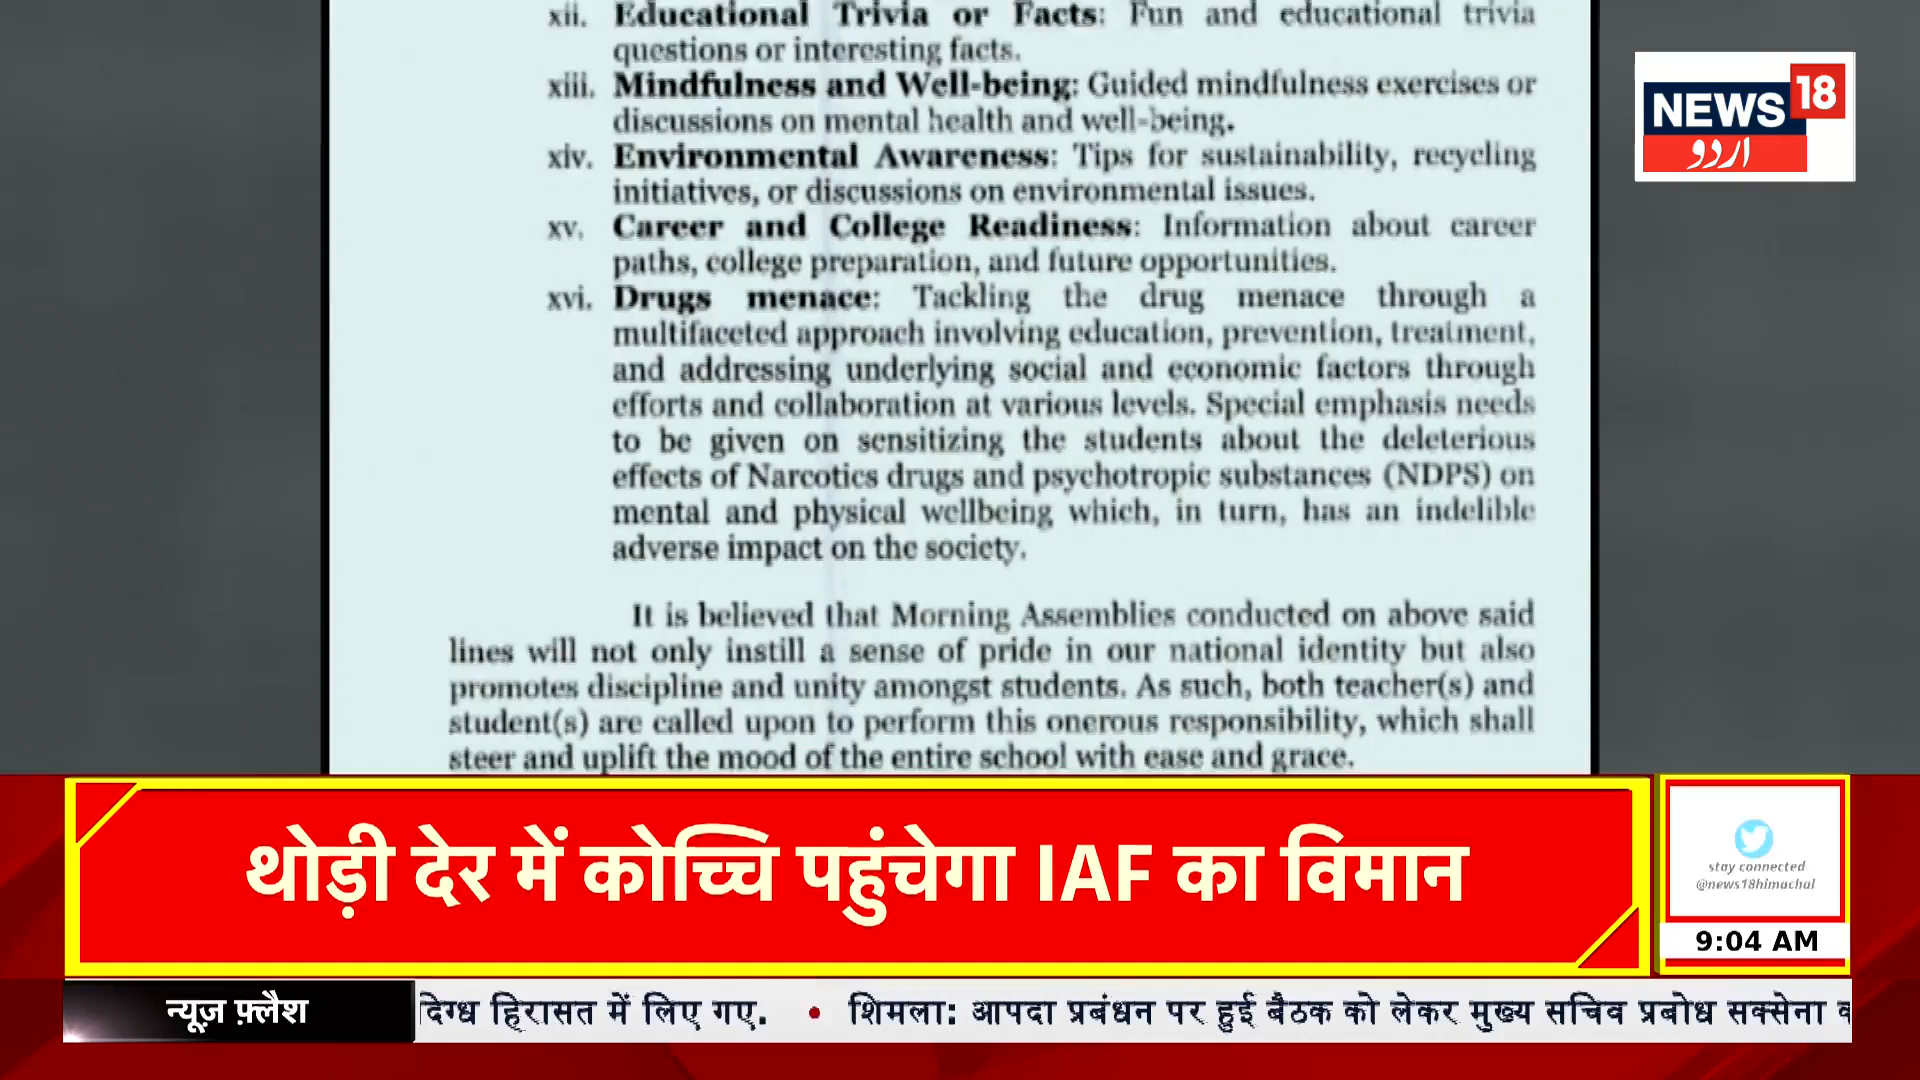 xii. Educational Trivia or Facts: Fun and educational trivia
questions or interesting facts.
xiii. Mindfulness and Well-being: Guided mindfulness exercises or
discussions on mental health and well-being.
xiv. Environmental Awareness: Tips for sustainability, recycling
initiatives, or discussions on environmental issues.
xv. Career and College Readiness: Information about career
paths, college preparation, and future opportunities.
xvi. Drugs menace: Tackling the drug menace through a
multifaceted approach involving education, prevention, treatment,
and addressing underlying social and economic factors through
efforts and collaboration at various levels. Special emphasis needs
to be given on sensitizing the students about the deleterious
effects of Narcotics drugs and psychotropic substances (NDPS) on
mental and physical wellbeing which, in turn, has an indelible
adverse impact on the society.
It is believed that Morning Assemblies conducted on above said
lines will not only instill a sense of pride in our national identity but also
promotes discipline and unity amongst students. As such, both teacher(s) and
student(s) are called upon to perform this onerous responsibility, which shall
steer and uplift the mood of the entire school with ease and grace.
NEWS 18
اردو
थोड़ी देर में कोच्चि पहुंचेगा IAF का विमान
stay connected
@news18himachal
9:04 AM
न्यूज़ फ़्लैश
दिग्ध हिरासत में लिए गए. • शिमला: आपदा प्रबंधन पर हुई बैठक को लेकर मुख्य सचिव प्रबोध सक्सेना